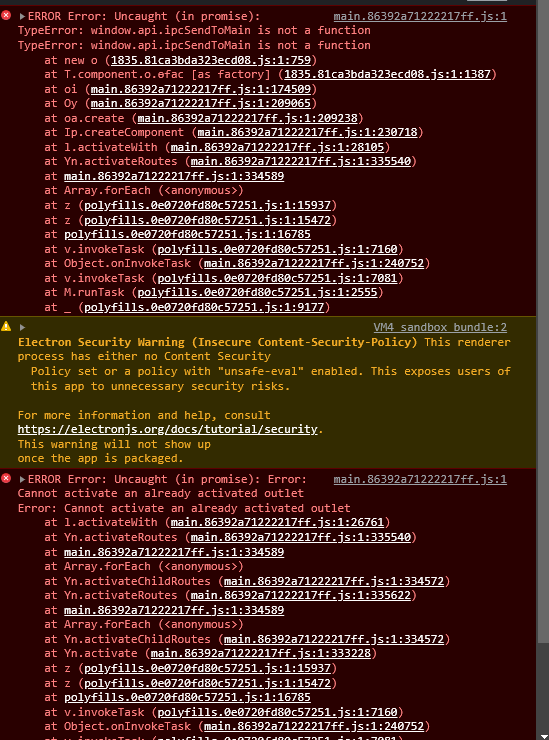 ▶ERROR Error: Uncaught (in promise): main.86392a71222217ff.js:1
TypeError: window.api.ipcSendToMain is not a function
TypeError: window.api.ipcSendToMain is not a function
at new o (1835.81ca3bda323ecd08.js:1:759)
at T.component.o.ɵfac [as factory] (1835.81ca3bda323ecd08.js:1:1387)
at oi (main.86392a71222217ff.js:1:174509)
at Oy (main.86392a71222217ff.js:1:209065)
at oa.create (main.86392a71222217ff.js:1:209238)
at Ip.createComponent (main.86392a71222217ff.js:1:230718)
at l.activateWith (main.86392a71222217ff.js:1:28105)
at Yn.activateRoutes (main.86392a71222217ff.js:1:335540)
at main.86392a71222217ff.js:1:334589
at Array.forEach (<anonymous>)
at z (polyfills.0e0720fd80c57251.js:1:15937)
at z (polyfills.0e0720fd80c57251.js:1:15472)
at polyfills.0e0720fd80c57251.js:1:16785
at v.invokeTask (polyfills.0e0720fd80c57251.js:1:7160)
at Object.onInvokeTask (main.86392a71222217ff.js:1:240752)
at v.invokeTask (polyfills.0e0720fd80c57251.js:1:7081)
at M.runTask (polyfills.0e0720fd80c57251.js:1:2555)
at _ (polyfills.0e0720fd80c57251.js:1:9177)
▶ VM4 sandbox_bundle:2
Electron Security Warning (Insecure Content-Security-Policy) This renderer
process has either no Content Security
Policy set or a policy with "unsafe-eval" enabled. This exposes users of
this app to unnecessary security risks.
For more information and help, consult
https://electronjs.org/docs/tutorial/security.
This warning will not show up
once the app is packaged.
▶ERROR Error: Uncaught (in promise): Error: main.86392a71222217ff.js:1
Cannot activate an already activated outlet
Error: Cannot activate an already activated outlet
at l.activateWith (main.86392a71222217ff.js:1:26761)
at Yn.activateRoutes (main.86392a71222217ff.js:1:335540)
at main.86392a71222217ff.js:1:334589
at Array.forEach (<anonymous>)
at Yn.activateChildRoutes (main.86392a71222217ff.js:1:334572)
at Yn.activateRoutes (main.86392a71222217ff.js:1:335622)
at main.86392a71222217ff.js:1:334589
at Array.forEach (<anonymous>)
at Yn.activateChildRoutes (main.86392a71222217ff.js:1:334572)
at Yn.activate (main.86392a71222217ff.js:1:333228)
at z (polyfills.0e0720fd80c57251.js:1:15937)
at z (polyfills.0e0720fd80c57251.js:1:15472)
at polyfills.0e0720fd80c57251.js:1:16785
at v.invokeTask (polyfills.0e0720fd80c57251.js:1:7160)
at Object.onInvokeTask (main.86392a71222217ff.js:1:240752)
at v.invokeTask (polyfills.0e0720fd80c57251.js:1:7081)